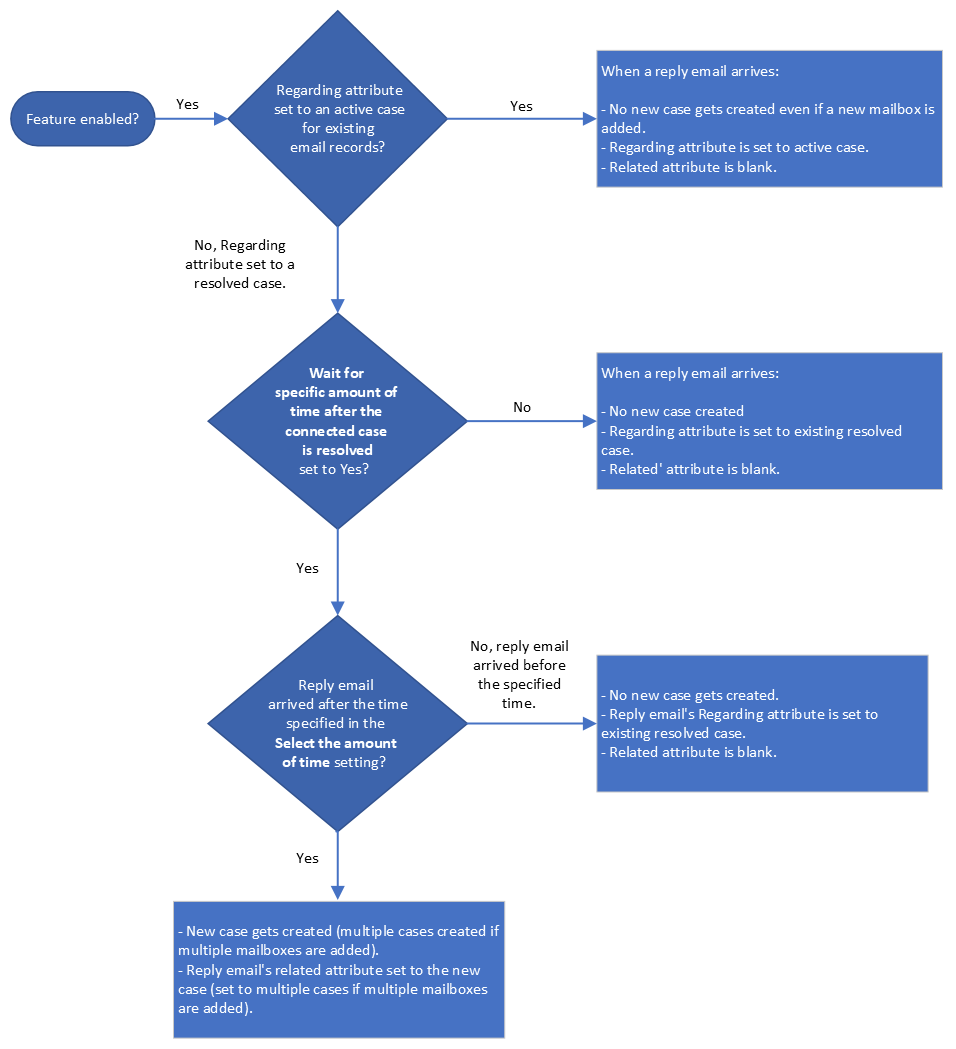 Feature enabled?
Yes
Regarding attribute
set to an active case
for existing
email records?
Yes
When a reply email arrives:
- No new case gets created even if a new mailbox is
added.
- Regarding attribute is set to active case.
- Related attribute is blank.
No, Regarding
attribute set to a
resolved case.
Wait for
specific amount of
time after the
connected case
is resolved
set to Yes?
No
When a reply email arrives:
- No new case created
- Regarding attribute is set to existing resolved
case.
- Related' attribute is blank.
Yes
Reply email
arrived after the time
specified in the
Select the amount
of time setting?
No, reply email
arrived before
the specified
time.
- No new case gets created.
- Reply email's Regarding attribute is set to
existing resolved case.
- Related attribute is blank.
Yes
- New case gets created (multiple cases created if
multiple mailboxes are added).
- Reply email's related attribute set to the new
case (set to multiple cases if multiple mailboxes
are added).